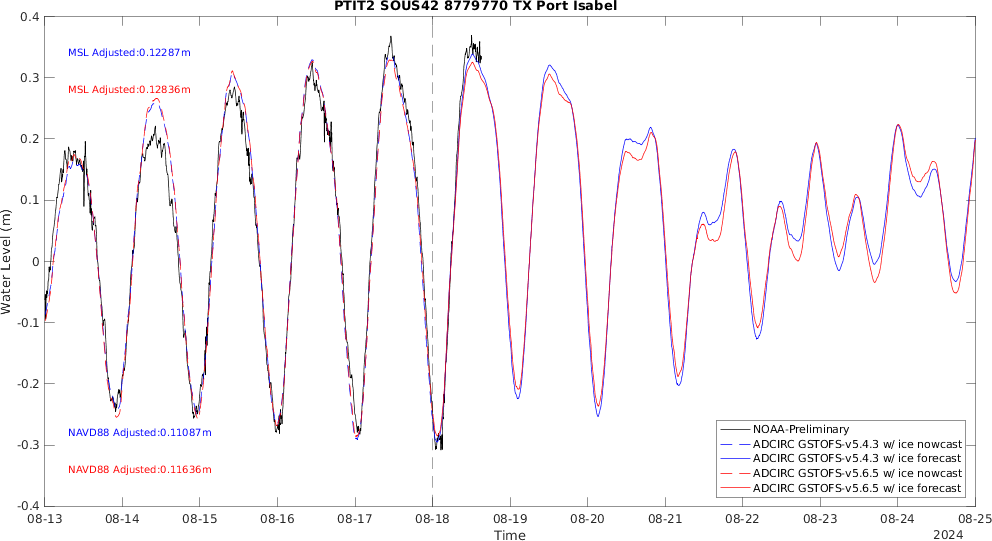 PTIT2 SOUS42 8779770 TX Port Isabel
0.4
0.3
0.2
0.1
0
-0.1
-0.2
-0.3
-0.4
Water Level (m)
MSL Adjusted:0.12287m
MSL Adjusted:0.12836m
NAVD88 Adjusted:0.11087m
NAVD88 Adjusted:0.11636m
NOAA-Preliminary
ADCIRC GSTOFS-v5.4.3 w/ ice nowcast
ADCIRC GSTOFS-v5.4.3 w/ ice forecast
ADCIRC GSTOFS-v5.6.5 w/ ice nowcast
ADCIRC GSTOFS-v5.6.5 w/ ice forecast
08-13 08-14 08-15 08-16 08-17 08-18 08-19 08-20 08-21 08-22 08-23 08-24 08-25
Time
2024